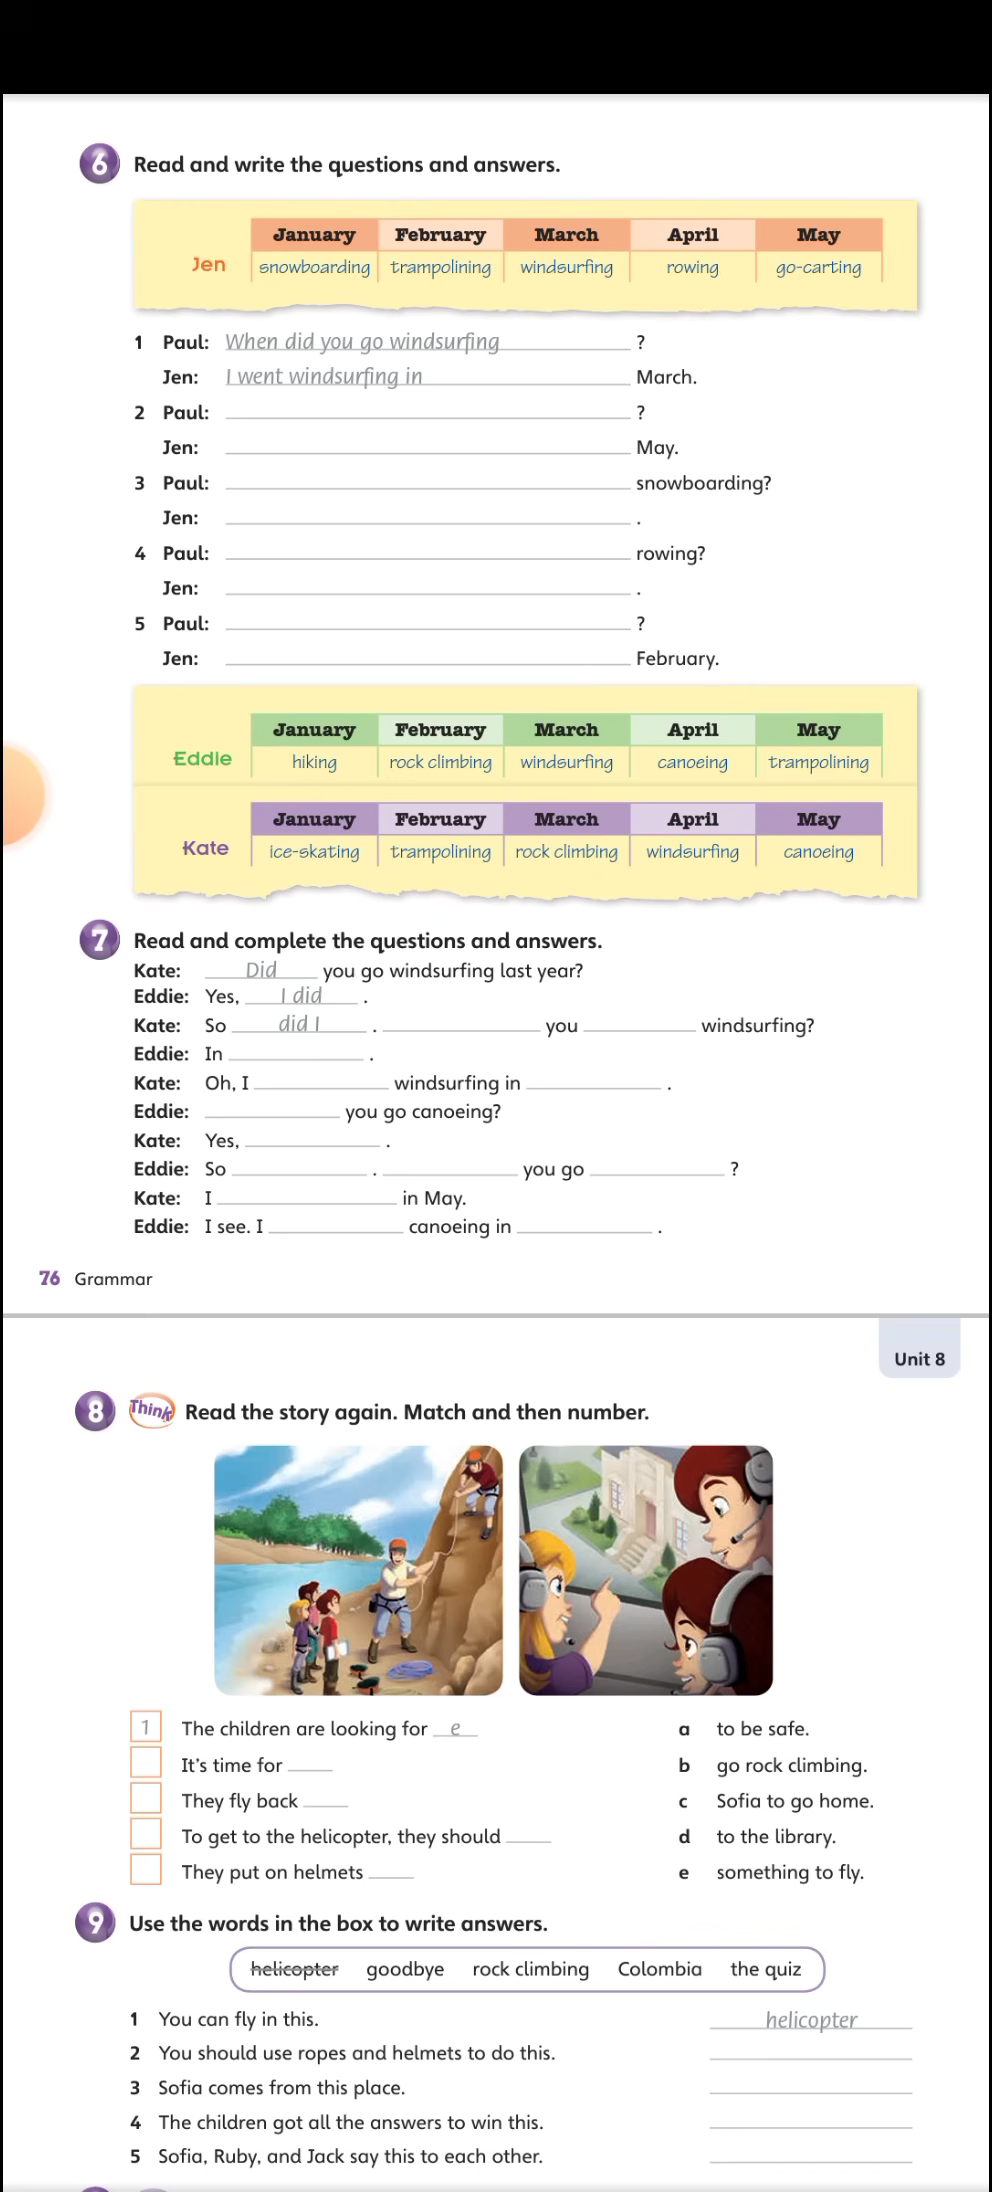 6 Read and write the questions and answers.
January February March April May
Jen snowboarding trampolining windsurfing rowing go-carting
1 Paul: When did you go windsurfing ?
Jen: I went windsurfing in March.
2 Paul: ?
Jen: May.
3 Paul: snowboarding?
Jen: .
4 Paul: rowing?
Jen: .
5 Paul: ?
Jen: February.
January February March April May
Eddie hiking rock climbing windsurfing canoeing trampolining
January February March April May
Kate ice-skating trampolining rock climbing windsurfing canoeing
7 Read and complete the questions and answers.
Kate: Did you go windsurfing last year?
Eddie: Yes, I did .
Kate: So did I . you windsurfing?
Eddie: In .
Kate: Oh, I windsurfing in .
Eddie: you go canoeing?
Kate: Yes, .
Eddie: So . you go ?
Kate: I in May.
Eddie: I see. I canoeing in .
76 Grammar
Unit 8
8 Think Read the story again. Match and then number.
1 The children are looking for e a to be safe.
It's time for b go rock climbing.
They fly back c Sofia to go home.
To get to the helicopter, they should d to the library.
They put on helmets e something to fly.
9 Use the words in the box to write answers.
helicopter goodbye rock climbing Colombia the quiz
1 You can fly in this. helicopter
2 You should use ropes and helmets to do this.
3 Sofia comes from this place.
4 The children got all the answers to win this.
5 Sofia, Ruby, and Jack say this to each other.